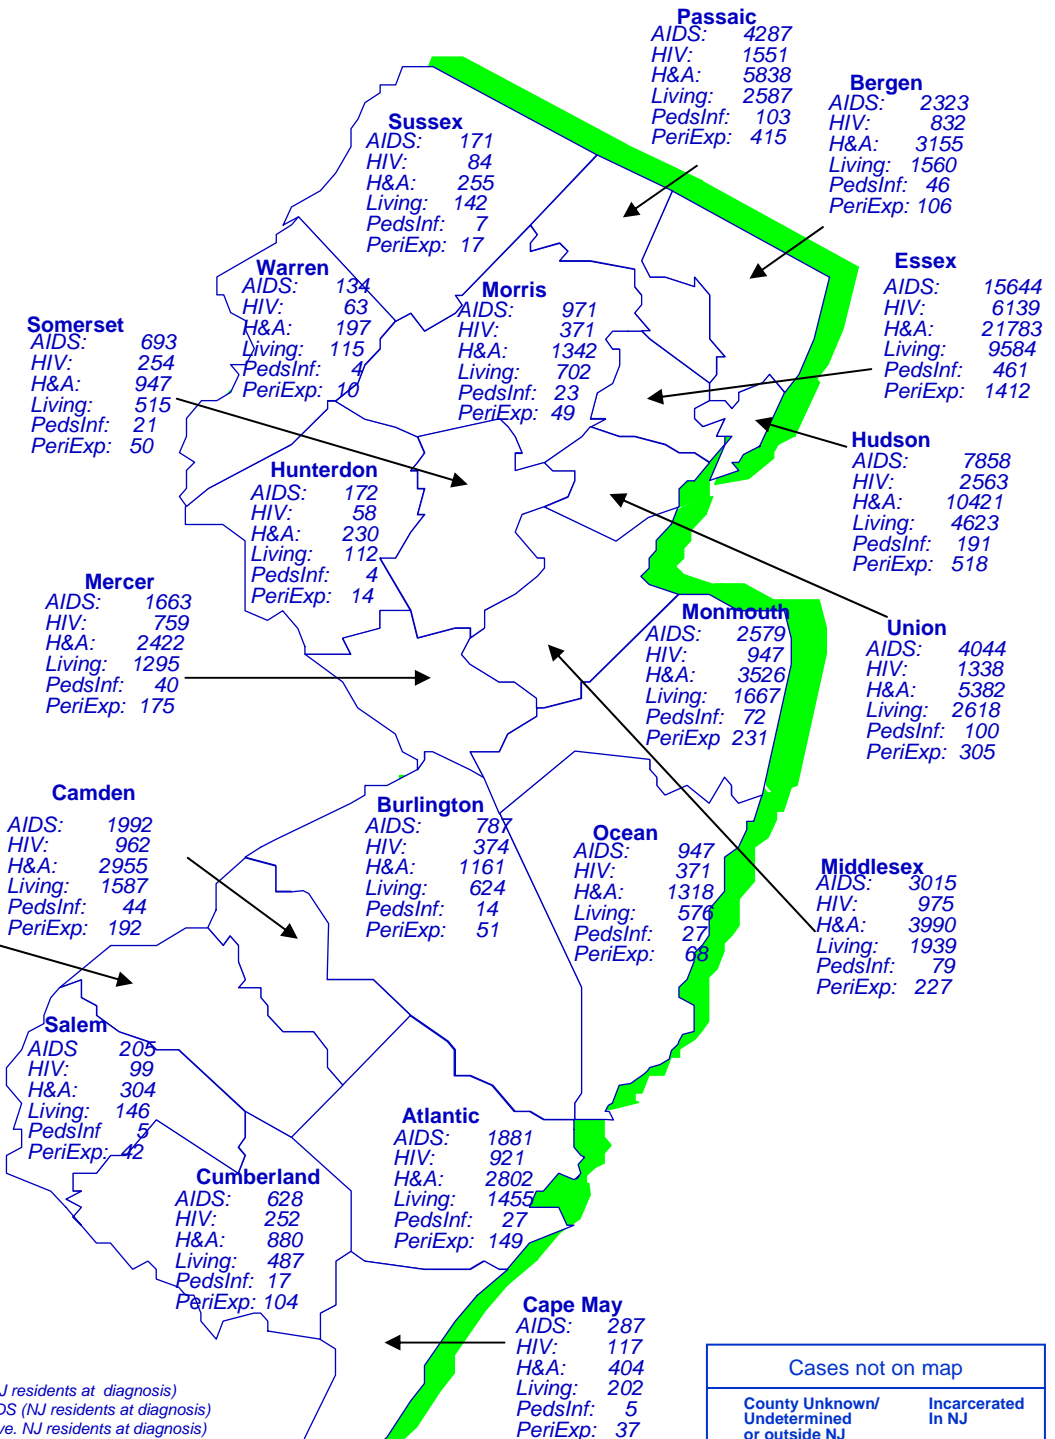 Passaic
AIDS: 4287
HIV: 1551
H&A: 5838
Living: 2587
PedsInf: 103
PeriExp: 415
Bergen
AIDS: 2323
HIV: 832
H&A: 3155
Living: 1560
PedsInf: 46
PeriExp: 106
Sussex
AIDS: 171
HIV: 84
H&A: 255
Living: 142
PedsInf: 7
PeriExp: 17
Warren
AIDS: 134
HIV: 63
H&A: 197
Living: 115
PedsInf: 4
PeriExp: 10
Morris
AIDS: 971
HIV: 371
H&A: 1342
Living: 702
PedsInf: 23
PeriExp: 49
Essex
AIDS: 15644
HIV: 6139
H&A: 21783
Living: 9584
PedsInf: 461
PeriExp: 1412
Somerset
AIDS: 693
HIV: 254
H&A: 947
Living: 515
PedsInf: 21
PeriExp: 50
Hudson
AIDS: 7858
HIV: 2563
H&A: 10421
Living: 4623
PedsInf: 191
PeriExp: 518
Hunterdon
AIDS: 172
HIV: 58
H&A: 230
Living: 112
PedsInf: 4
PeriExp: 14
Mercer
AIDS: 1663
HIV: 759
H&A: 2422
Living: 1295
PedsInf: 40
PeriExp: 175
Monmouth
AIDS: 2579
HIV: 947
H&A: 3526
Living: 1667
PedsInf: 72
PeriExp 231
Union
AIDS: 4044
HIV: 1338
H&A: 5382
Living: 2618
PedsInf: 100
PeriExp: 305
Camden
AIDS: 1992
HIV: 962
H&A: 2955
Living: 1587
PedsInf: 44
PeriExp: 192
Burlington
AIDS: 787
HIV: 374
H&A: 1161
Living: 624
PedsInf: 14
PeriExp: 51
Ocean
AIDS: 947
HIV: 371
H&A: 1318
Living: 576
PedsInf: 27
PeriExp: 68
Middlesex
AIDS: 3015
HIV: 975
H&A: 3990
Living: 1939
PedsInf: 79
PeriExp: 227
Salem
AIDS 205
HIV: 99
H&A: 304
Living: 146
PedsInf 5
PeriExp: 42
Atlantic
AIDS: 1881
HIV: 921
H&A: 2802
Living: 1455
PedsInf: 27
PeriExp: 149
Cumberland
AIDS: 628
HIV: 252
H&A: 880
Living: 487
PedsInf: 17
PeriExp: 104
Cape May
AIDS: 287
HIV: 117
H&A: 404
Living: 202
PedsInf: 5
PeriExp: 37
J residents at diagnosis)
DS (NJ residents at diagnosis)
ve. NJ residents at diagnosis)
Cases not on map
County Unknown/ Incarcerated
Undetermined In NJ
or outside NJ